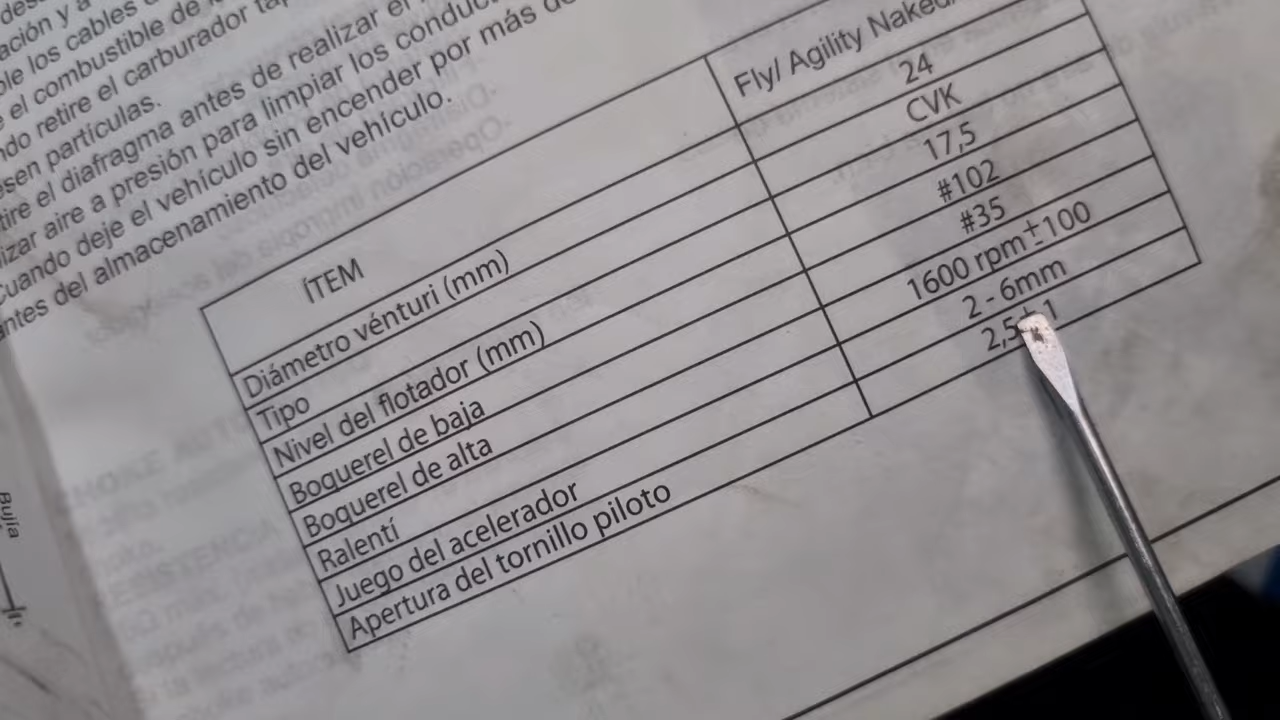 ación y a
ble los cables
el combustible de
ndo retire el carburador
sen partículas.
tire el diafragma antes de realizar el
izar aire a presión para limpiar los conduc
Cuando deje el vehículo sin encender por más de
antes del almacenamiento del vehículo.
ÍTEM Fly/ Agility Naked/
Diámetro vénturi (mm) 24
Tipo CVK
Nivel del flotador (mm) 17,5
Boquerel de baja #102
Boquerel de alta #35
Ralentí 1600 rpm±100
Juego del acelerador 2 - 6mm
Apertura del tornillo piloto 2,5± 1
Bujía